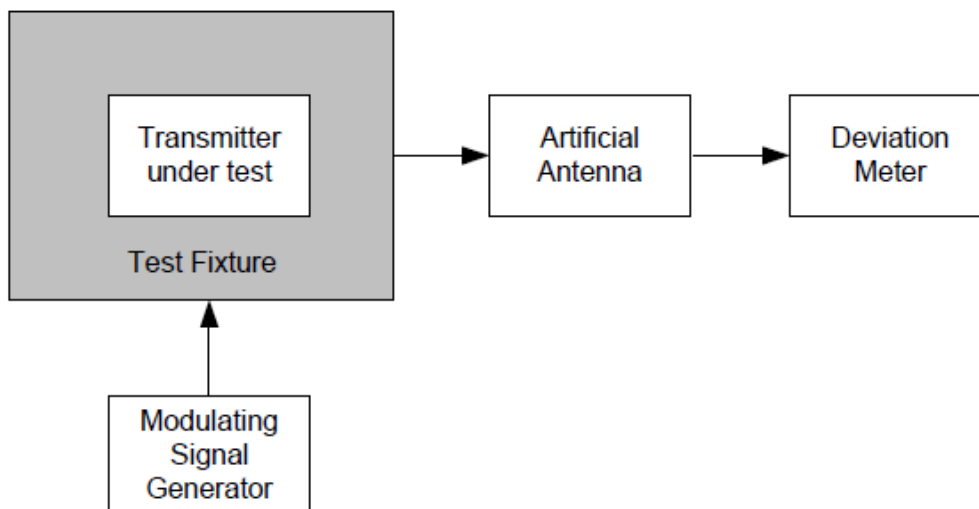 Transmitter
under test
Test Fixture
Artificial
Antenna
Deviation
Meter
Modulating
Signal
Generator